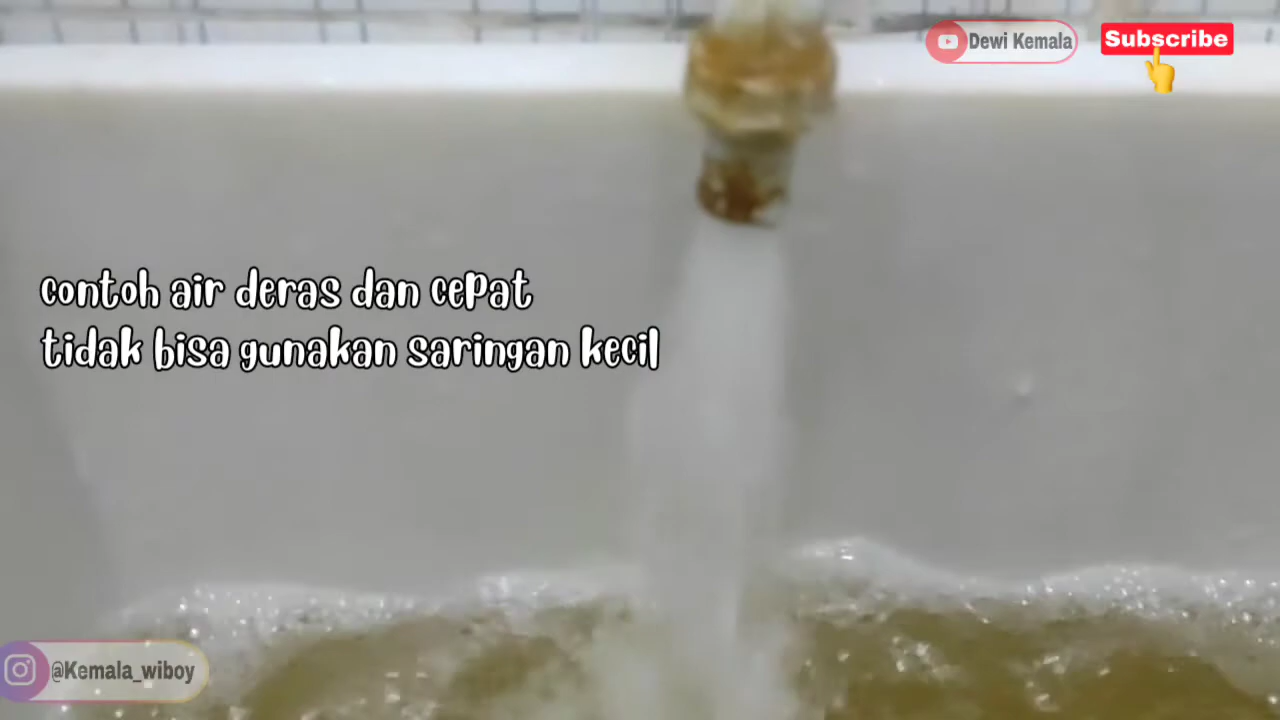 Dewi Kemala
Subscribe
contoh air deras dan cepat
tidak bisa gunakan saringan kecil
@Kemala_wiboy